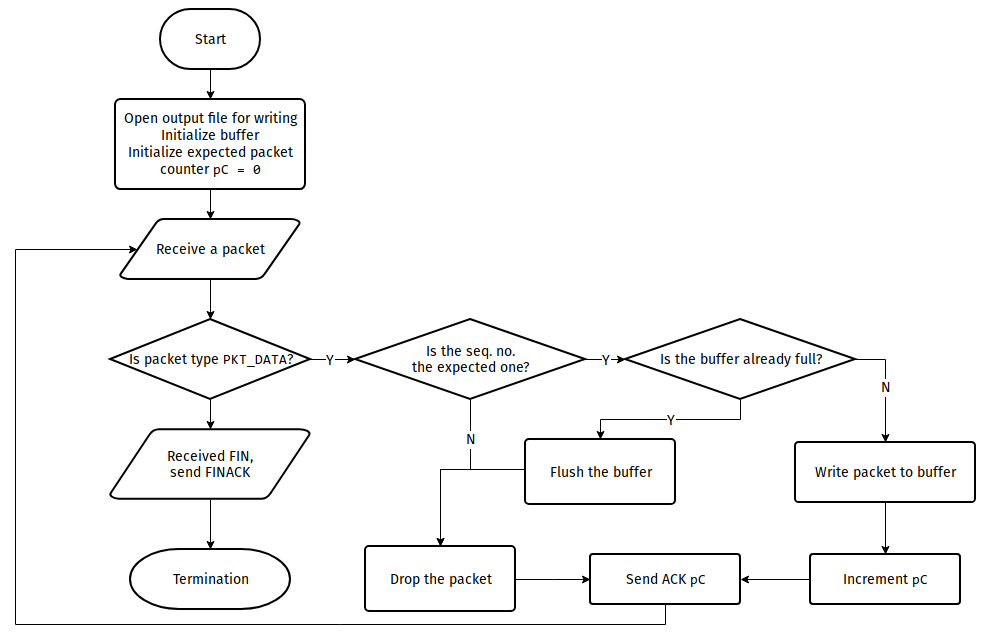 Start
Open output file for writing
Initialize buffer
Initialize expected packet
counter pC = 0
Receive a packet
Is packet type PKT_DATA?
Y
Is the seq. no.
the expected one?
Y
Is the buffer already full?
N
Y
N
Received FIN,
send FINACK
Flush the buffer
Write packet to buffer
Termination
Drop the packet
Send ACK pC
Increment pC